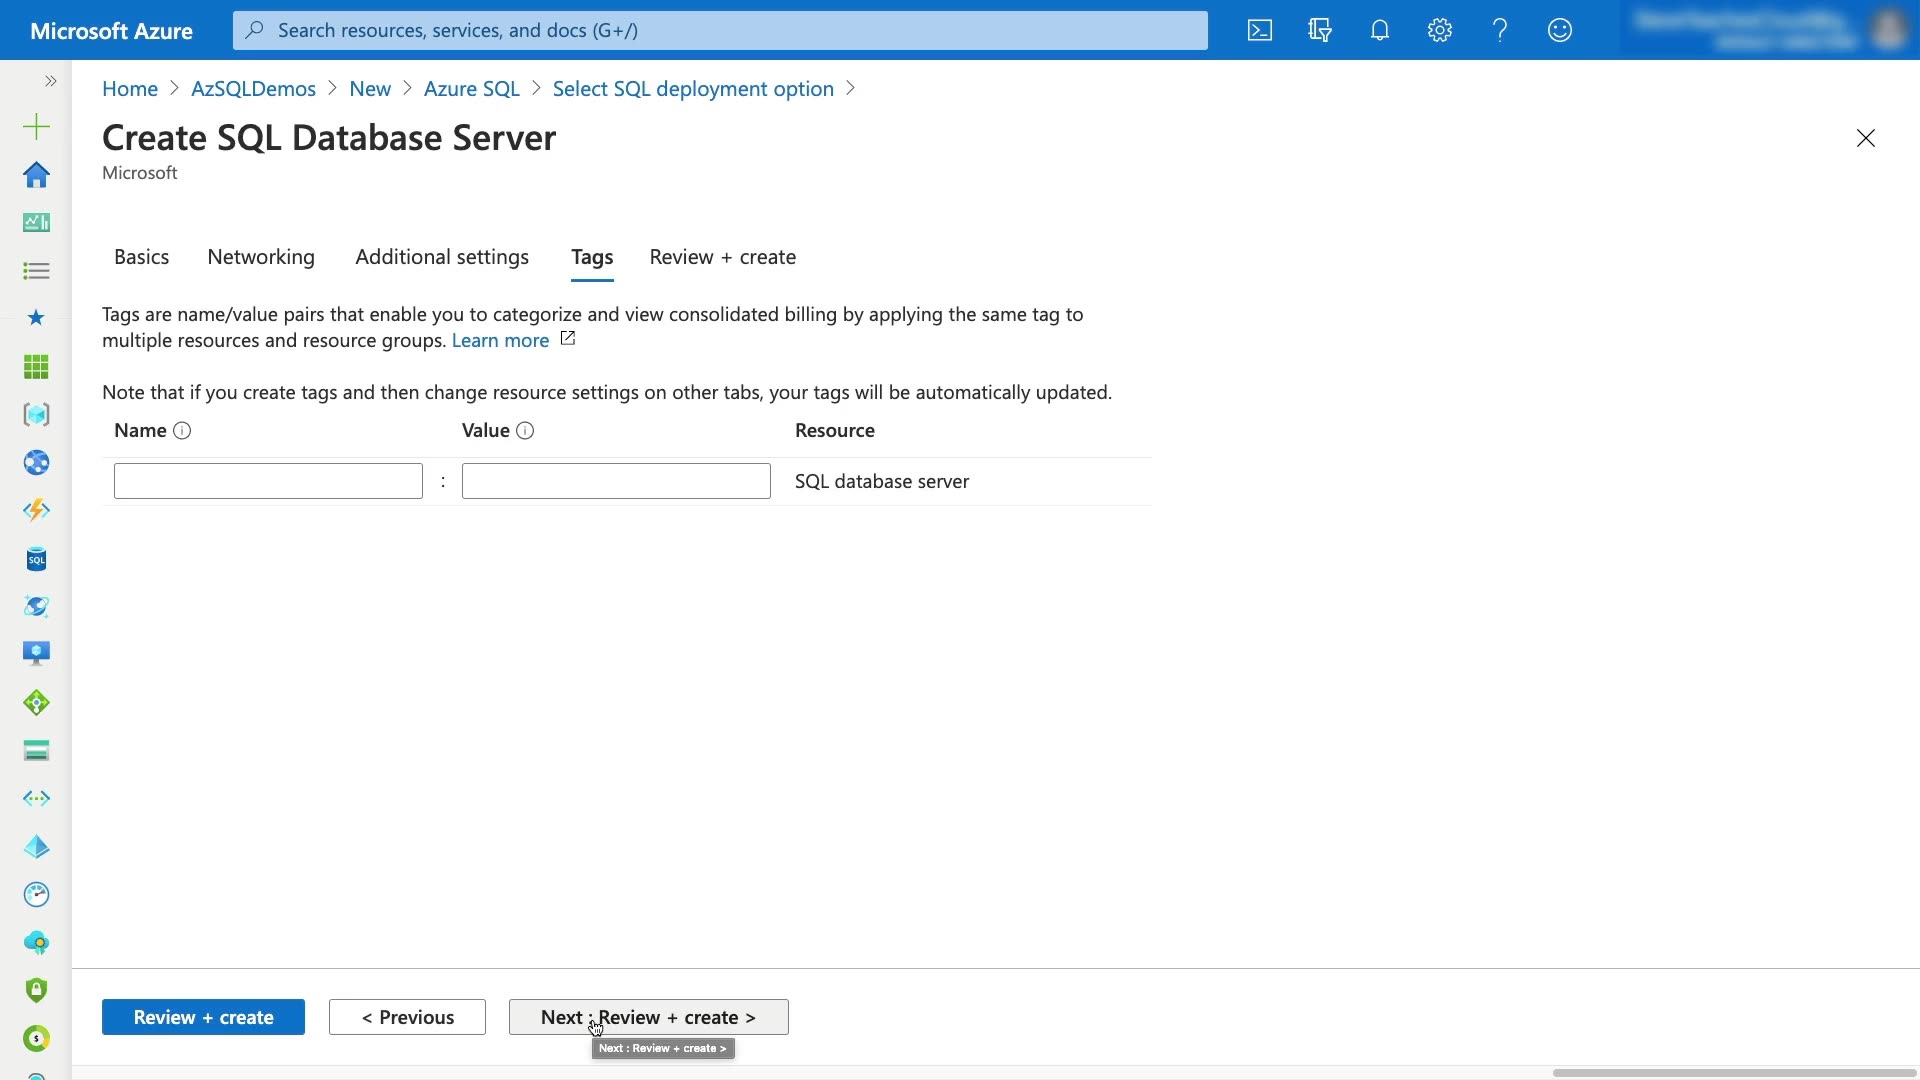 Microsoft Azure
Search resources, services, and docs (G+/)
Home > AzSQLDemos > New > Azure SQL > Select SQL deployment option >
Create SQL Database Server
Microsoft
Basics Networking Additional settings Tags Review + create
Tags are name/value pairs that enable you to categorize and view consolidated billing by applying the same tag to
multiple resources and resource groups. Learn more
Note that if you create tags and then change resource settings on other tabs, your tags will be automatically updated.
Name Value Resource
: SQL database server
SQL
Review + create < Previous Next : Review + create >
Next : Review + create >